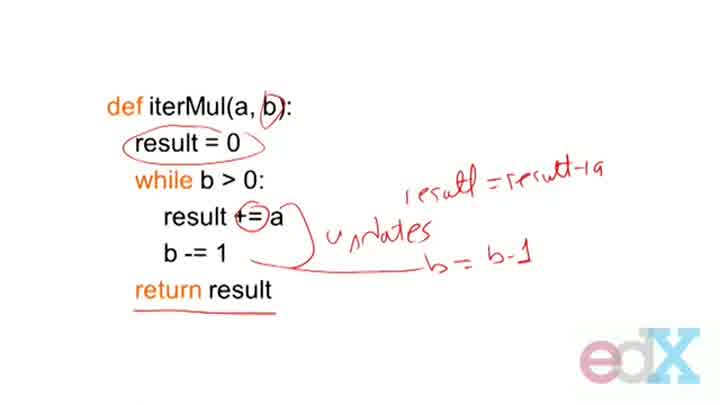 def iterMul(a, b):
result = 0
while b > 0:
result += a
b -= 1
return result
result = result + a
updates
b = b - 1
edX